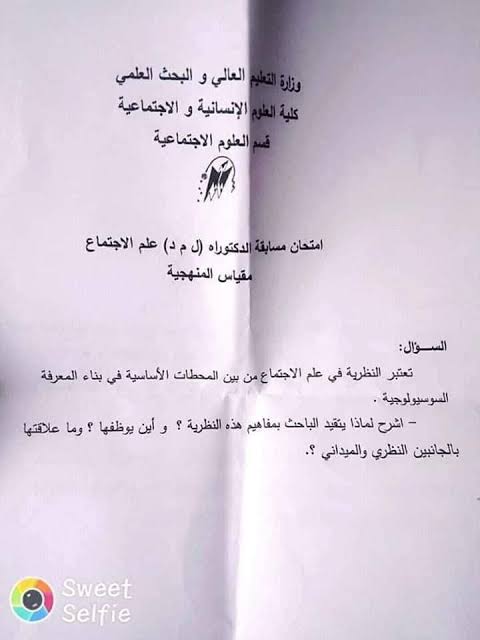 وزارة التعليم العالي و البحث العلمي
كلية العلوم الإنسانية و الاجتماعية
قسم العلوم الاجتماعية
امتحان مسابقة الدكتوراه (ل م د) علم الاجتماع
مقياس المنهجية
الســؤال:
تعتبر النظرية في علم الاجتماع من بين المحطات الأساسية في بناء المعرفة
السوسيولوجية .
– اشرح لماذا يتقيد الباحث بمفاهيم هذه النظرية ؟ و أين يوظفها ؟ وما علاقتها
بالجانبين النظري والميداني ؟.
Sweet
Selfie